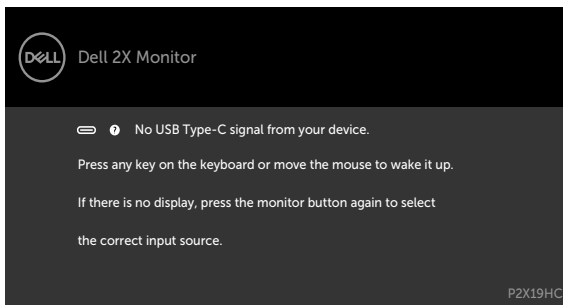 DELL
Dell 2X Monitor
? No USB Type-C signal from your device.
Press any key on the keyboard or move the mouse to wake it up.
If there is no display, press the monitor button again to select
the correct input source.
P2X19HC